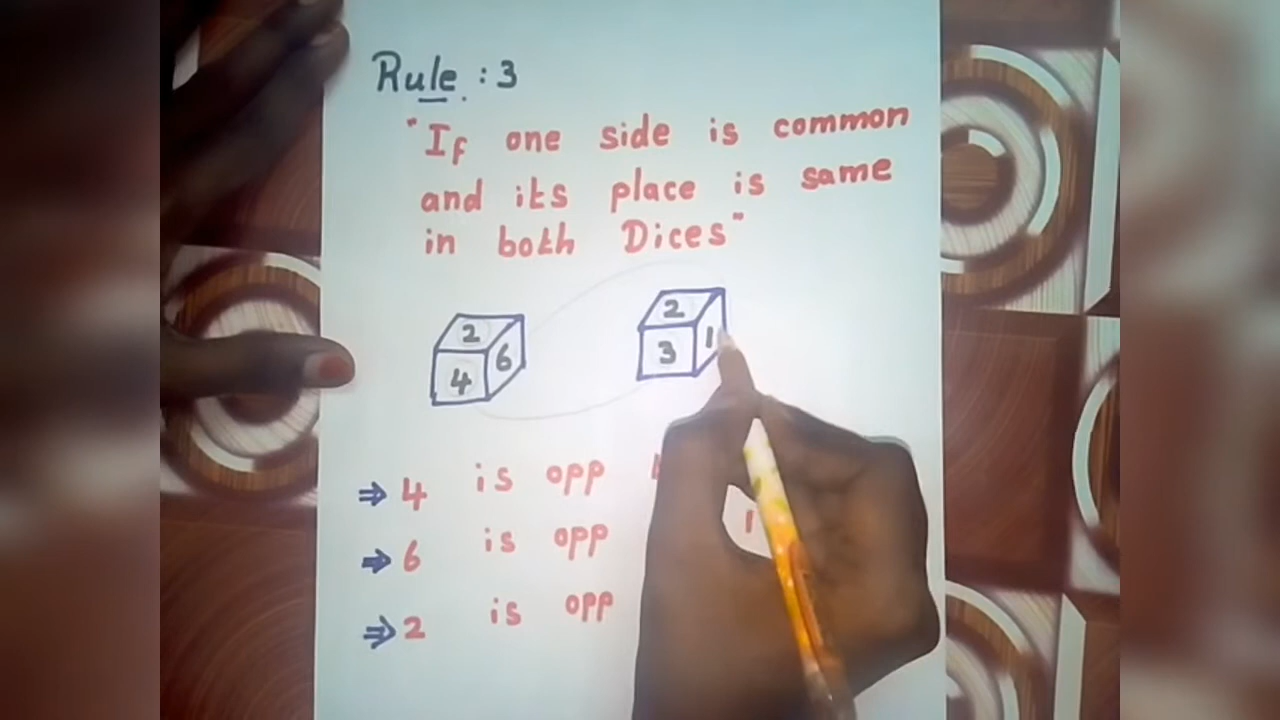 Rule : 3
"If one side is common
and its place is same
in both Dices"
2 2
4 6 3 1
⇒ 4 is opp
⇒ 6 is opp 1
⇒ 2 is opp